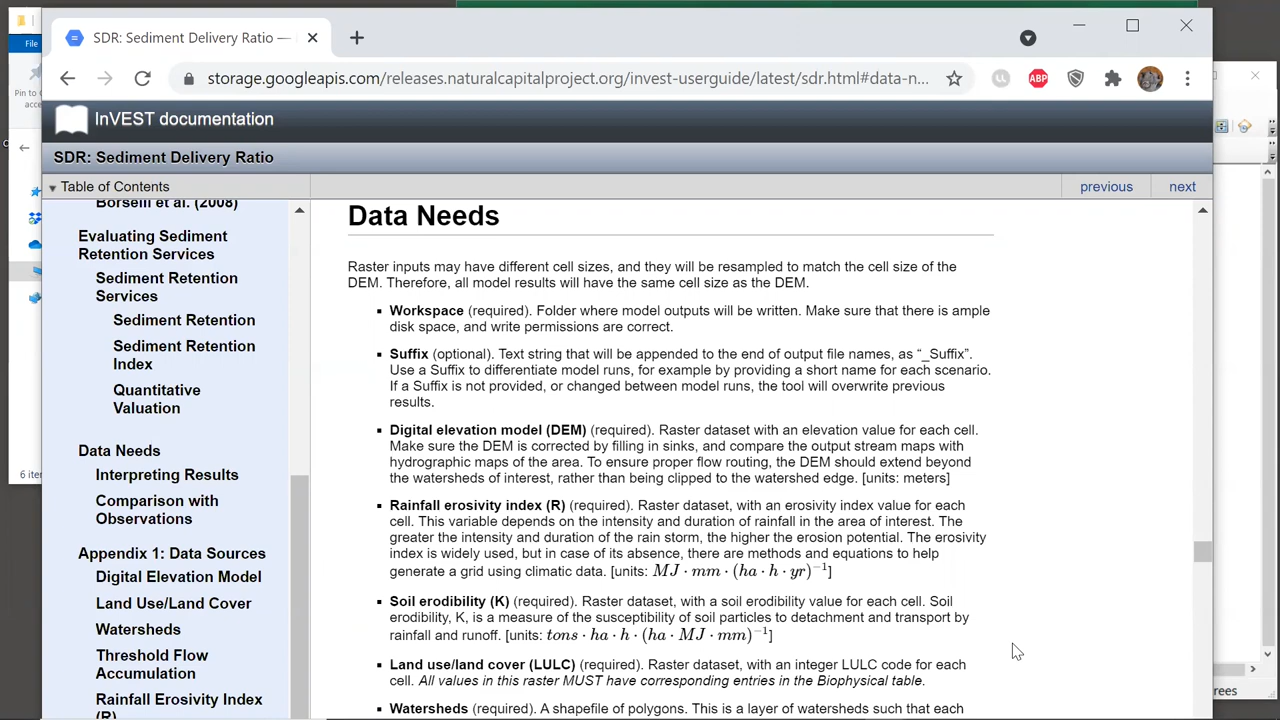 File
SDR: Sediment Delivery Ratio —
storage.googleapis.com/releases.naturalcapitalproject.org/invest-userguide/latest/sdr.html#data-n...
ABP
Pin to
acce
InVEST documentation
SDR: Sediment Delivery Ratio
Table of Contents
previous
next
Borselli et al. (2008)
Evaluating Sediment
Retention Services
Sediment Retention
Services
Sediment Retention
Sediment Retention
Index
Quantitative
Valuation
Data Needs
Interpreting Results
Comparison with
Observations
Appendix 1: Data Sources
Digital Elevation Model
Land Use/Land Cover
Watersheds
Threshold Flow
Accumulation
Rainfall Erosivity Index
(R)
6 iter
Data Needs
Raster inputs may have different cell sizes, and they will be resampled to match the cell size of the
DEM. Therefore, all model results will have the same cell size as the DEM.
▪ Workspace (required). Folder where model outputs will be written. Make sure that there is ample
disk space, and write permissions are correct.
▪ Suffix (optional). Text string that will be appended to the end of output file names, as “_Suffix”.
Use a Suffix to differentiate model runs, for example by providing a short name for each scenario.
If a Suffix is not provided, or changed between model runs, the tool will overwrite previous
results.
▪ Digital elevation model (DEM) (required). Raster dataset with an elevation value for each cell.
Make sure the DEM is corrected by filling in sinks, and compare the output stream maps with
hydrographic maps of the area. To ensure proper flow routing, the DEM should extend beyond
the watersheds of interest, rather than being clipped to the watershed edge. [units: meters]
▪ Rainfall erosivity index (R) (required). Raster dataset, with an erosivity index value for each
cell. This variable depends on the intensity and duration of rainfall in the area of interest. The
greater the intensity and duration of the rain storm, the higher the erosion potential. The erosivity
index is widely used, but in case of its absence, there are methods and equations to help
generate a grid using climatic data. [units: MJ · mm · (ha · h · yr)⁻¹]
▪ Soil erodibility (K) (required). Raster dataset, with a soil erodibility value for each cell. Soil
erodibility, K, is a measure of the susceptibility of soil particles to detachment and transport by
rainfall and runoff. [units: tons · ha · h · (ha · MJ · mm)⁻¹]
▪ Land use/land cover (LULC) (required). Raster dataset, with an integer LULC code for each
cell. All values in this raster MUST have corresponding entries in the Biophysical table.
▪ Watersheds (required). A shapefile of polygons. This is a layer of watersheds such that each
rees